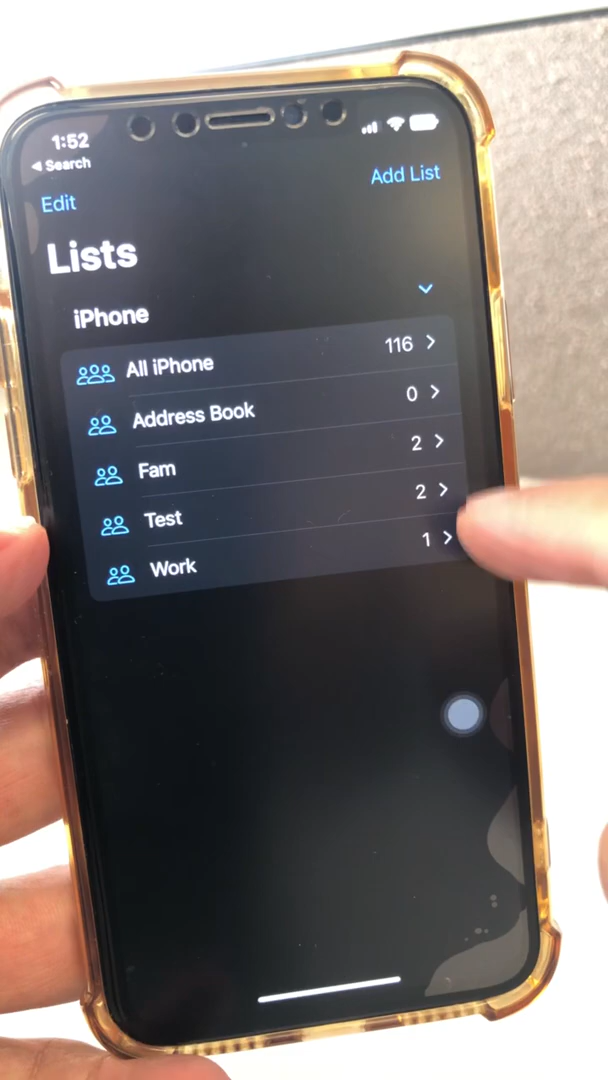 1:52
Search
Edit
Add List
Lists
iPhone
All iPhone 116
Address Book 0
Fam 2
Test 2
Work 1